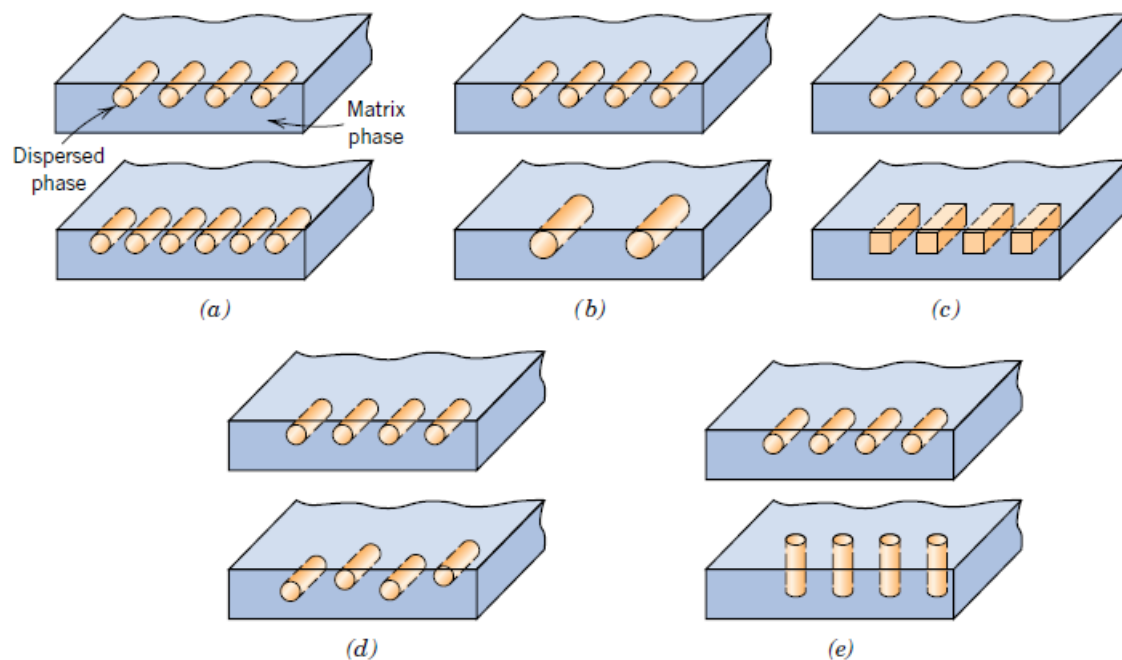 Matrix
phase
Dispersed
phase
(a)
(b)
(c)
(d)
(e)